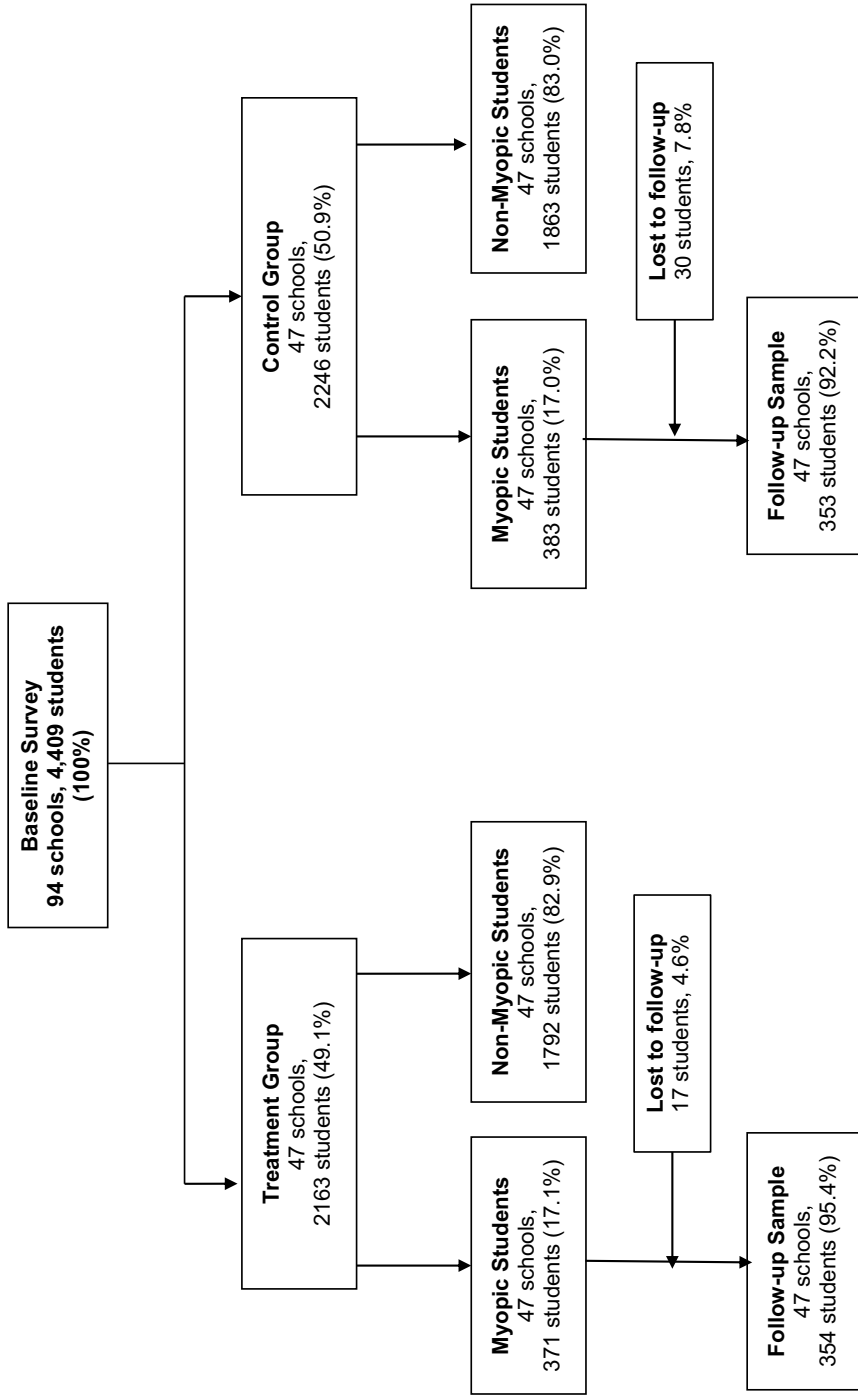 Baseline Survey
94 schools, 4,409 students
(100%)
Treatment Group
47 schools,
2163 students (49.1%)
Control Group
47 schools,
2246 students (50.9%)
Myopic Students
47 schools,
371 students (17.1%)
Non-Myopic Students
47 schools,
1792 students (82.9%)
Myopic Students
47 schools,
383 students (17.0%)
Non-Myopic Students
47 schools,
1863 students (83.0%)
Lost to follow-up
17 students, 4.6%
Lost to follow-up
30 students, 7.8%
Follow-up Sample
47 schools,
354 students (95.4%)
Follow-up Sample
47 schools,
353 students (92.2%)